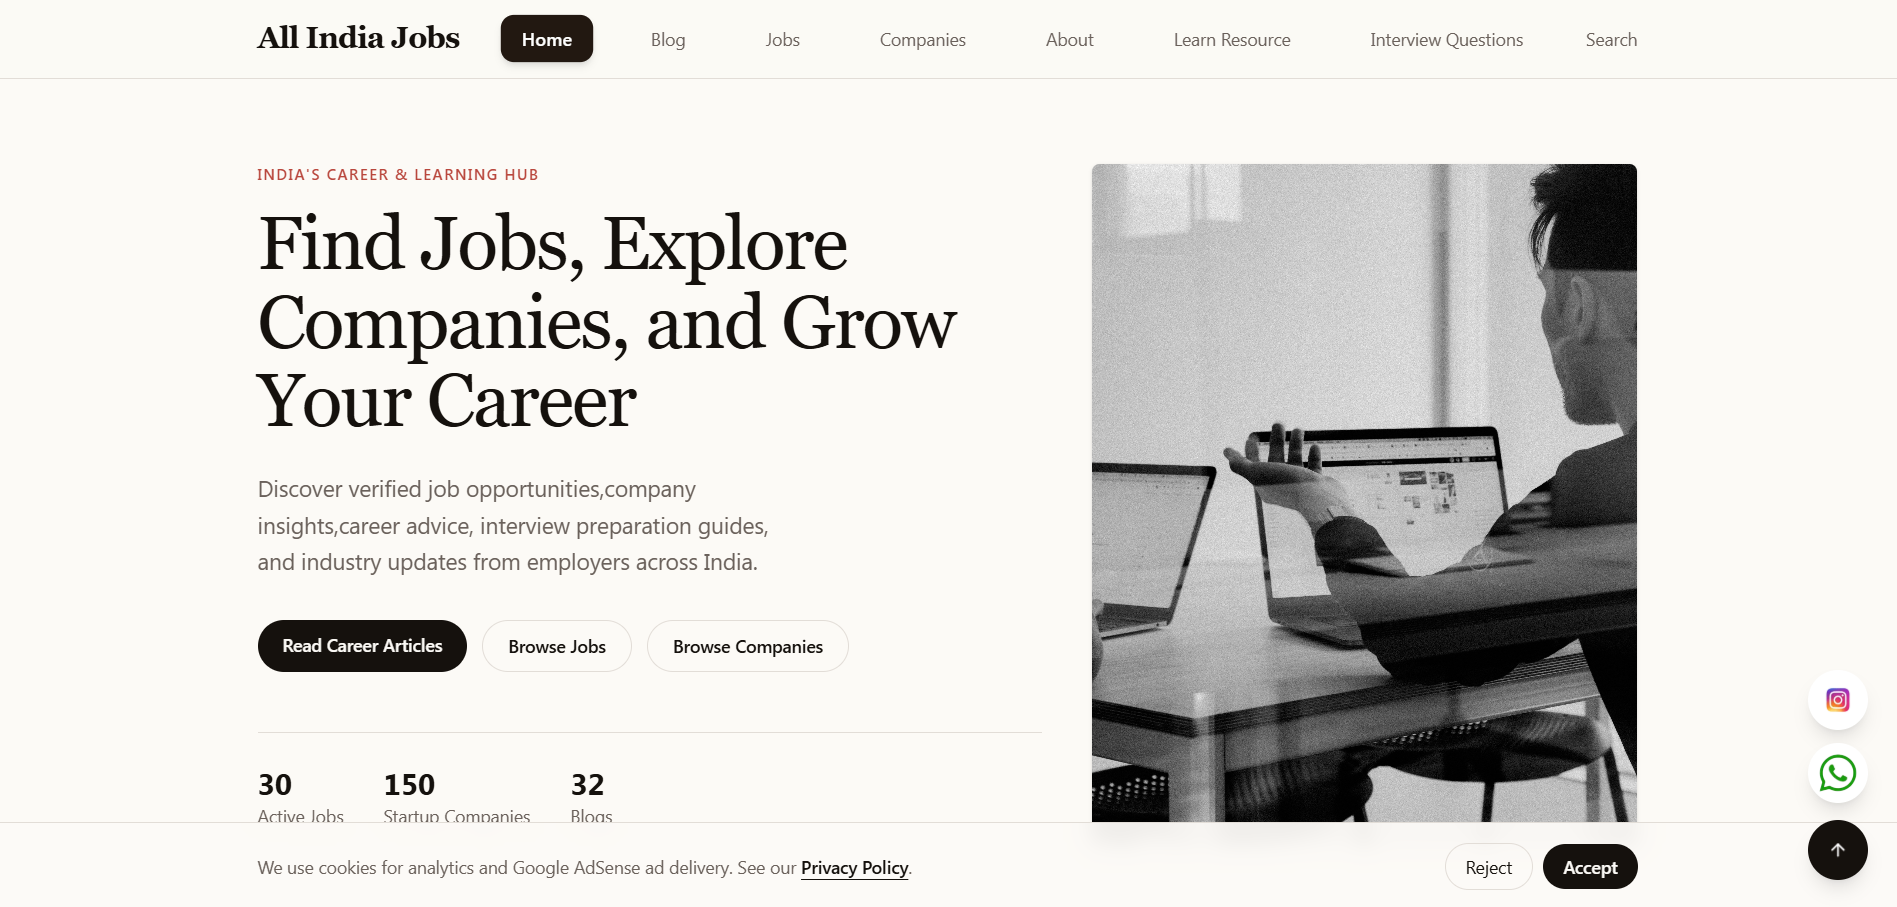 All India Jobs
Home
Blog
Jobs
Companies
About
Learn Resource
Interview Questions
Search
INDIA'S CAREER & LEARNING HUB
Find Jobs, Explore
Companies, and Grow
Your Career
Discover verified job opportunities,company
insights,career advice, interview preparation guides,
and industry updates from employers across India.
Read Career Articles
Browse Jobs
Browse Companies
30
Active Jobs
150
Startup Companies
32
Blogs
We use cookies for analytics and Google AdSense ad delivery. See our Privacy Policy.
Reject
Accept